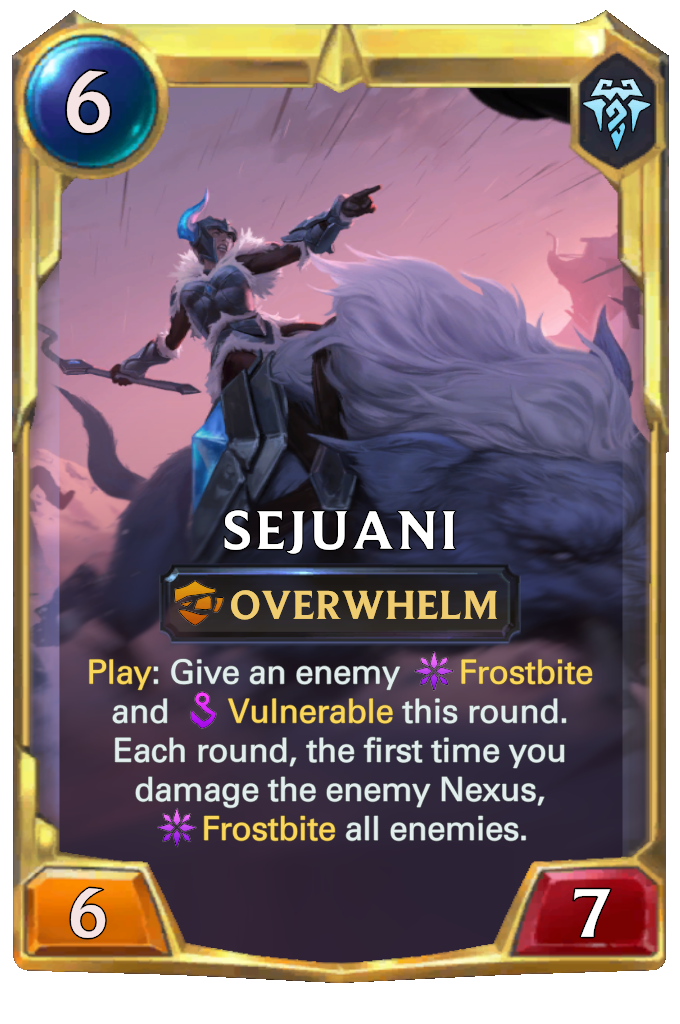 6
SEJUANI
OVERWHELM
Play: Give an enemy Frostbite
and Vulnerable this round.
Each round, the first time you
damage the enemy Nexus,
Frostbite all enemies.
6
7